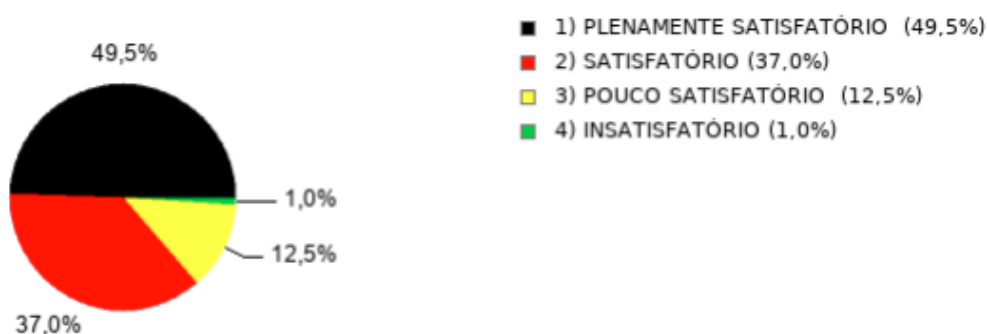 49,5%
1,0%
12,5%
37,0%
1) PLENAMENTE SATISFATÓRIO (49,5%)
2) SATISFATÓRIO (37,0%)
3) POUCO SATISFATÓRIO (12,5%)
4) INSATISFATÓRIO (1,0%)